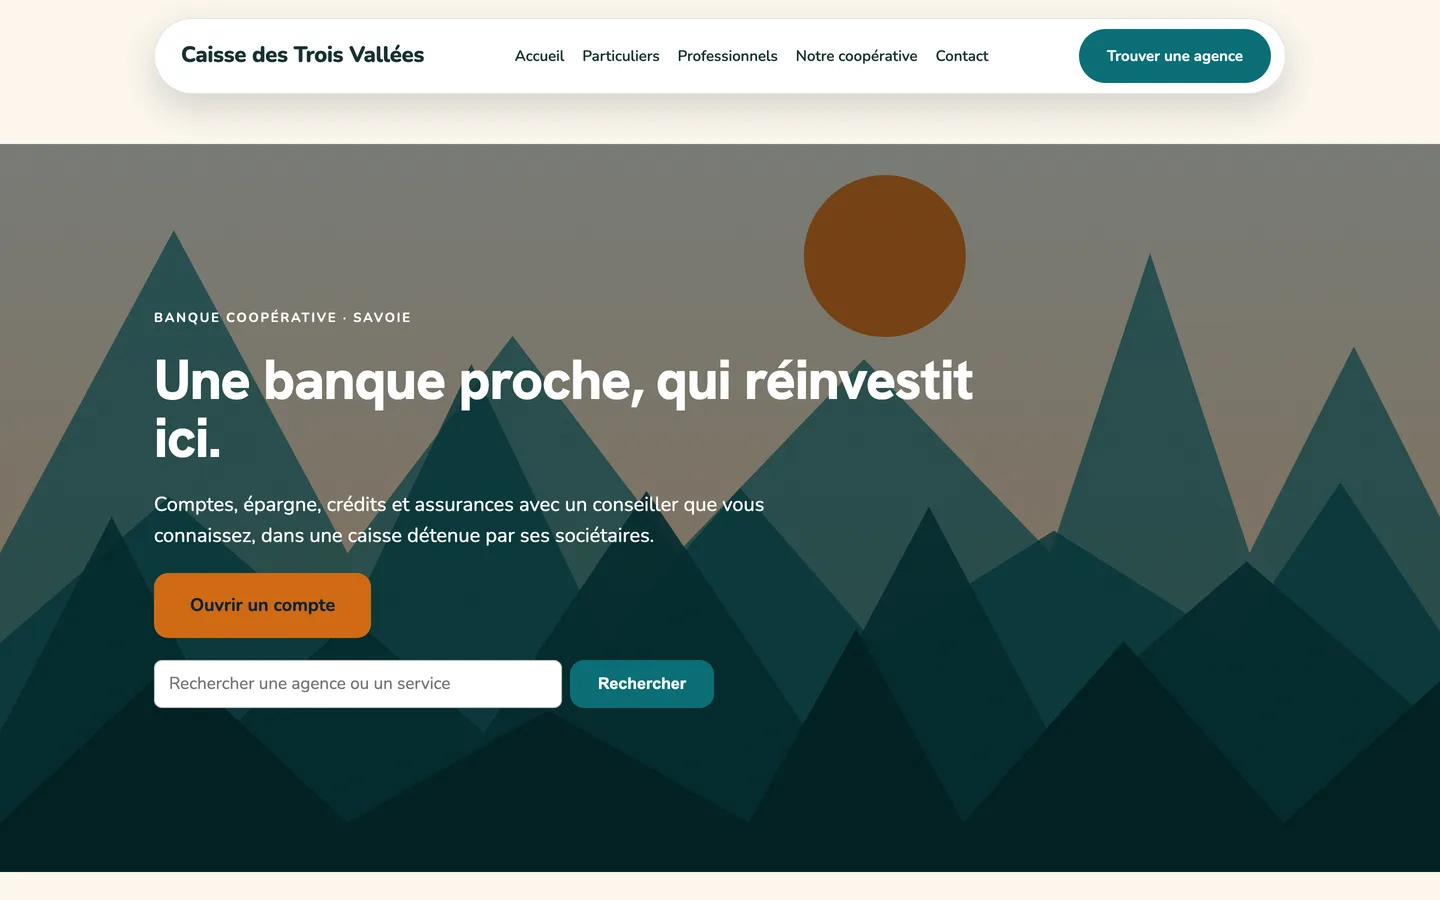 Caisse des Trois Vallées
Accueil Particuliers Professionnels Notre coopérative Contact
Trouver une agence
BANQUE COOPÉRATIVE · SAVOIE
Une banque proche, qui réinvestit
ici.
Comptes, épargne, crédits et assurances avec un conseiller que vous
connaissez, dans une caisse détenue par ses sociétaires.
Ouvrir un compte
Rechercher une agence ou un service
Rechercher